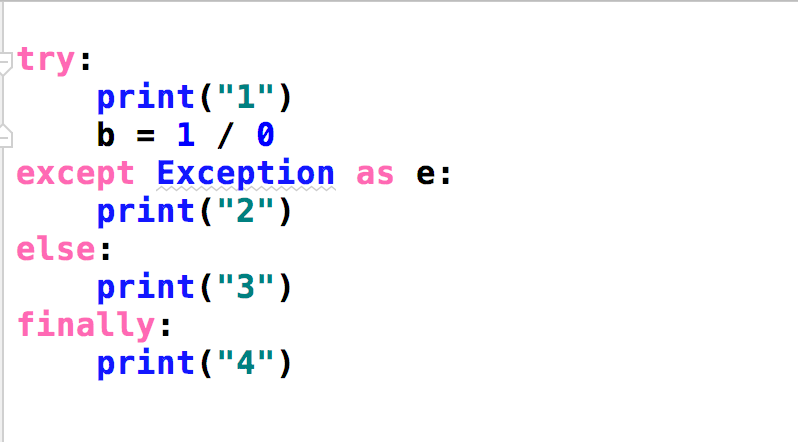 try:
    print("1")
    b = 1 / 0
except Exception as e:
    print("2")
else:
    print("3")
finally:
    print("4")